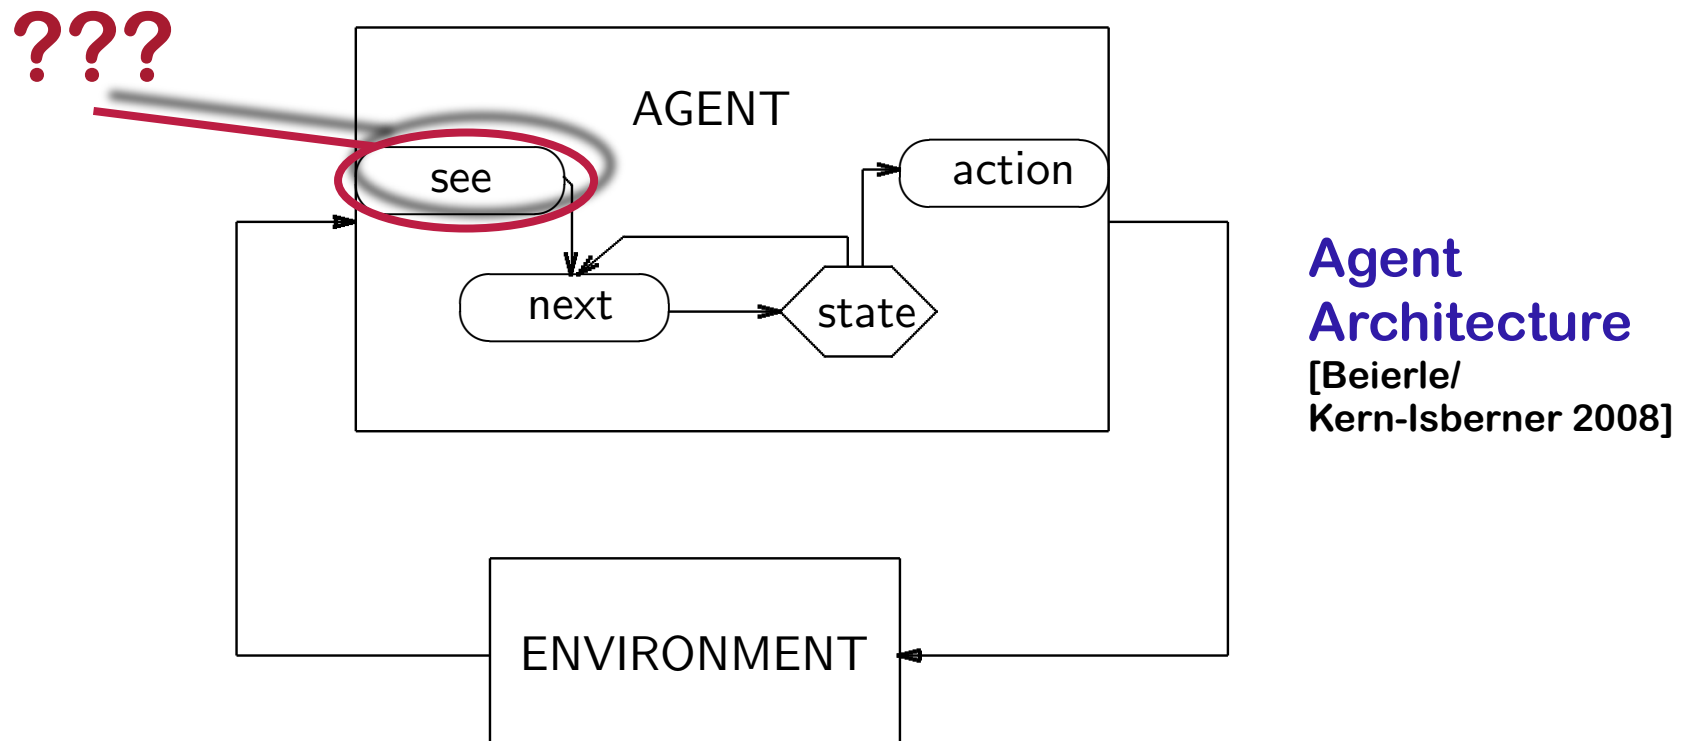 ???
AGENT
see
action
next
state
Agent
Architecture
[Beierle/
Kern-Isberner 2008]
ENVIRONMENT